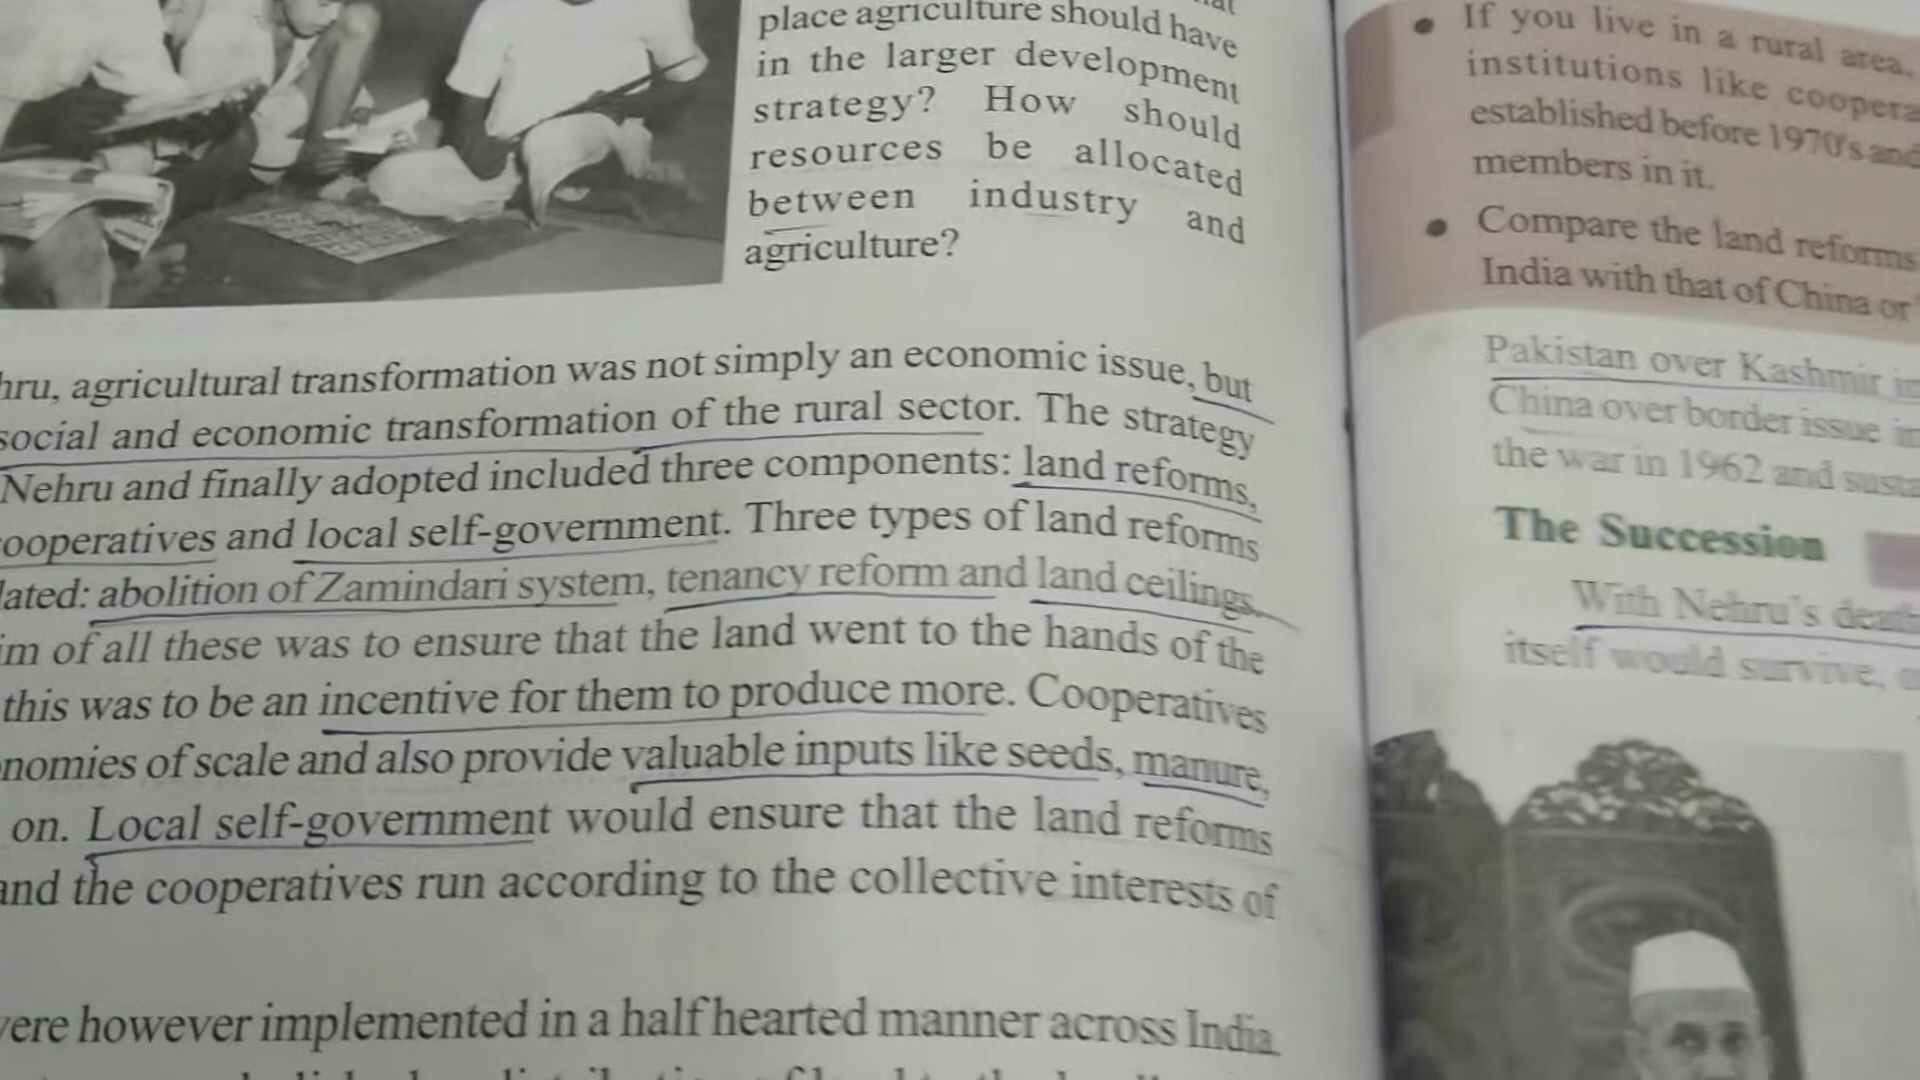 place agriculture should have
in the larger development
strategy? How should
resources be allocated
between industry and
agriculture?
hru, agricultural transformation was not simply an economic issue, but
social and economic transformation of the rural sector. The strategy
Nehru and finally adopted included three components: land reforms,
ooperatives and local self-government. Three types of land reforms
lated: abolition of Zamindari system, tenancy reform and land ceilings.
im of all these was to ensure that the land went to the hands of the
this was to be an incentive for them to produce more. Cooperatives
nomies of scale and also provide valuable inputs like seeds, manure,
on. Local self-government would ensure that the land reforms
and the cooperatives run according to the collective interests of
vere however implemented in a half hearted manner across India
• If you live in a rural area,
institutions like coopera
established before 1970's and
members in it.
• Compare the land reforms
India with that of China or
Pakistan over Kashmir in
China over border issue in
the war in 1962 and susta
The Succession
With Nehru's death
itself would survive,